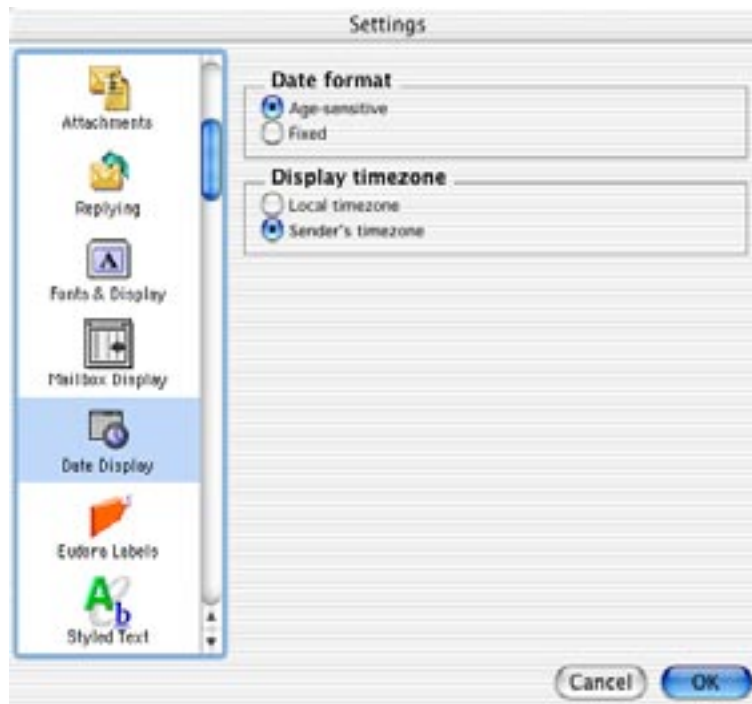 Settings
Attachments
Replying
Fonts & Display
Mailbox Display
Date Display
Eudora Labels
Styled Text
Date format
Age-sensitive
Fixed
Display timezone
Local timezone
Sender's timezone
Cancel
OK